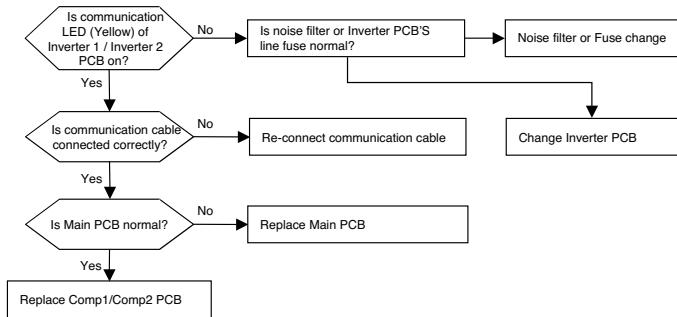 Is communication
LED (Yellow) of
Inverter 1 / Inverter 2
PCB on?
No
Is noise filter or Inverter PCB'S
line fuse normal?
Noise filter or Fuse change
Yes
Change Inverter PCB
Is communication cable
connected correctly?
No
Re-connect communication cable
Yes
Is Main PCB normal?
No
Replace Main PCB
Yes
Replace Comp1/Comp2 PCB